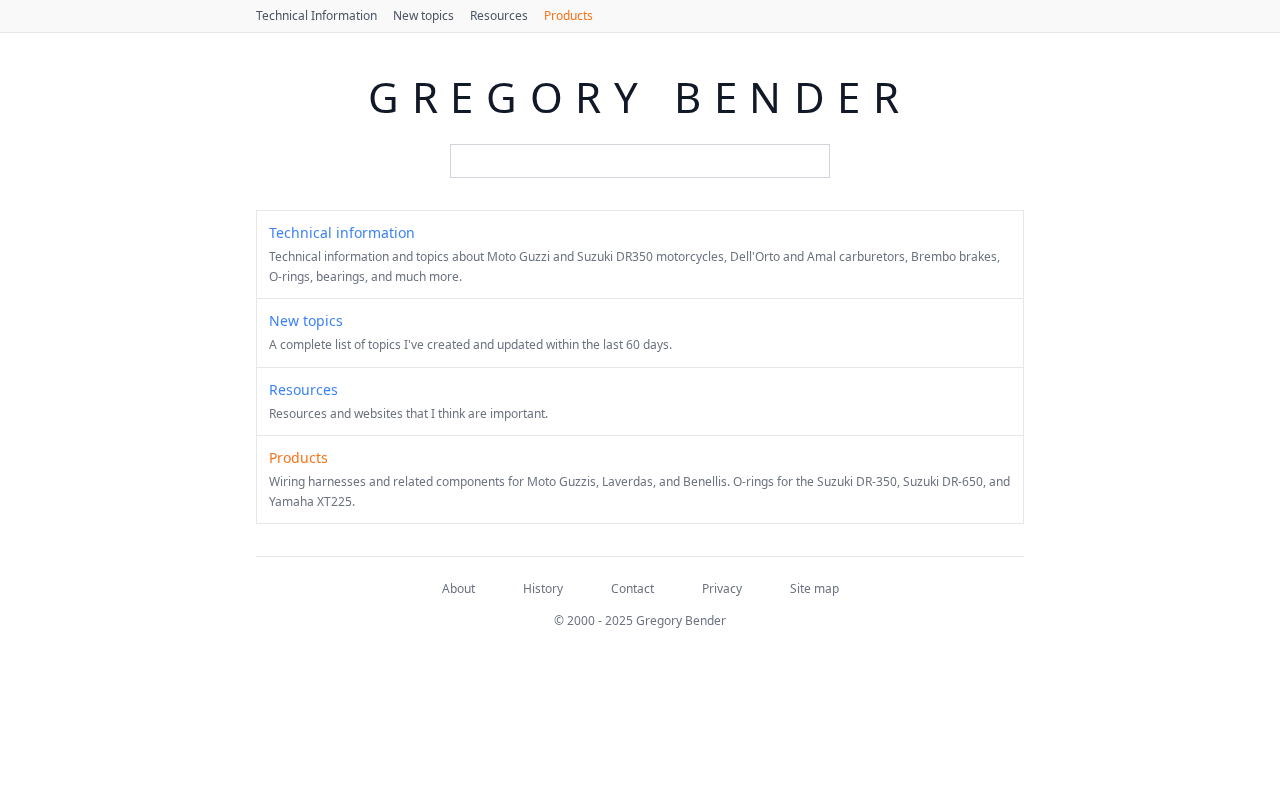 Technical Information New topics Resources Products
GREGORY BENDER
Technical information
Technical information and topics about Moto Guzzi and Suzuki DR350 motorcycles, Dell'Orto and Amal carburetors, Brembo brakes,
O-rings, bearings, and much more.
New topics
A complete list of topics I've created and updated within the last 60 days.
Resources
Resources and websites that I think are important.
Products
Wiring harnesses and related components for Moto Guzzis, Laverdas, and Benellis. O-rings for the Suzuki DR-350, Suzuki DR-650, and
Yamaha XT225.
About History Contact Privacy Site map
© 2000 - 2025 Gregory Bender